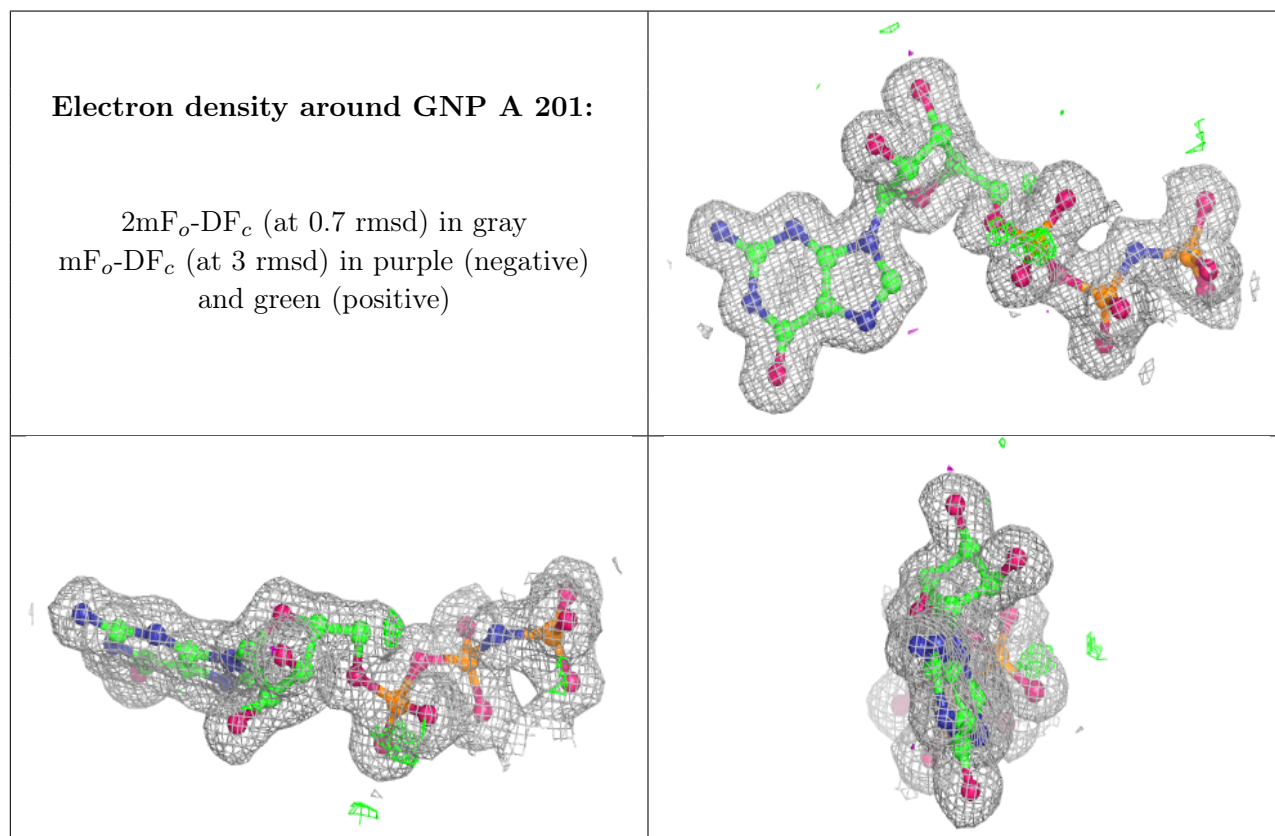 Electron density around GNP A 201:
2mFo-DFc (at 0.7 rmsd) in gray
mFo-DFc (at 3 rmsd) in purple (negative)
and green (positive)